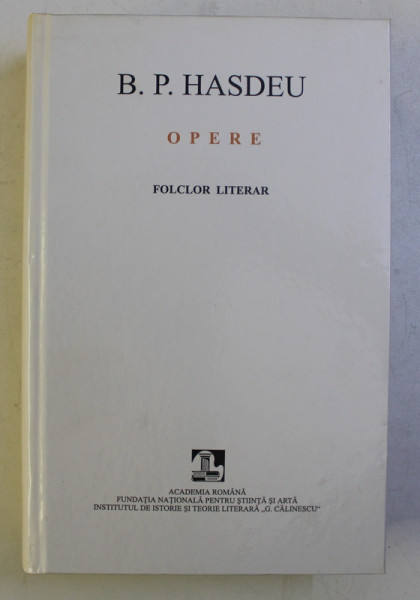 B. P. HASDEU
OPERE
FOLCLOR LITERAR
ACADEMIA ROMÂNĂ
FUNDAȚIA NAȚIONALĂ PENTRU ȘTIINȚĂ ȘI ARTĂ
INSTITUTUL DE ISTORIE ȘI TEORIE LITERARĂ „G. CĂLINESCU”